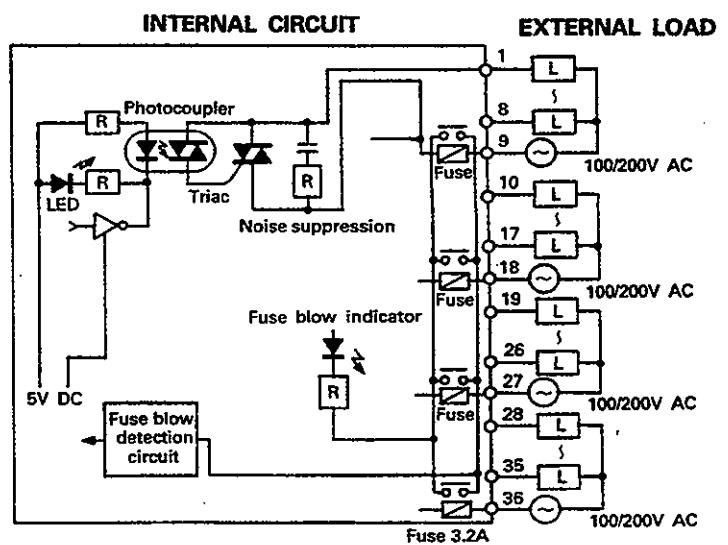 INTERNAL CIRCUIT
EXTERNAL LOAD
1
L
Photocoupler
R
8
L
9
Fuse
100/200V AC
LED
R
Triac
R
10
L
Noise suppression
17
L
18
Fuse
100/200V AC
Fuse blow indicator
19
L
R
26
L
27
Fuse
100/200V AC
5V DC
28
L
Fuse blow
detection
circuit
35
L
36
Fuse 3.2A
100/200V AC